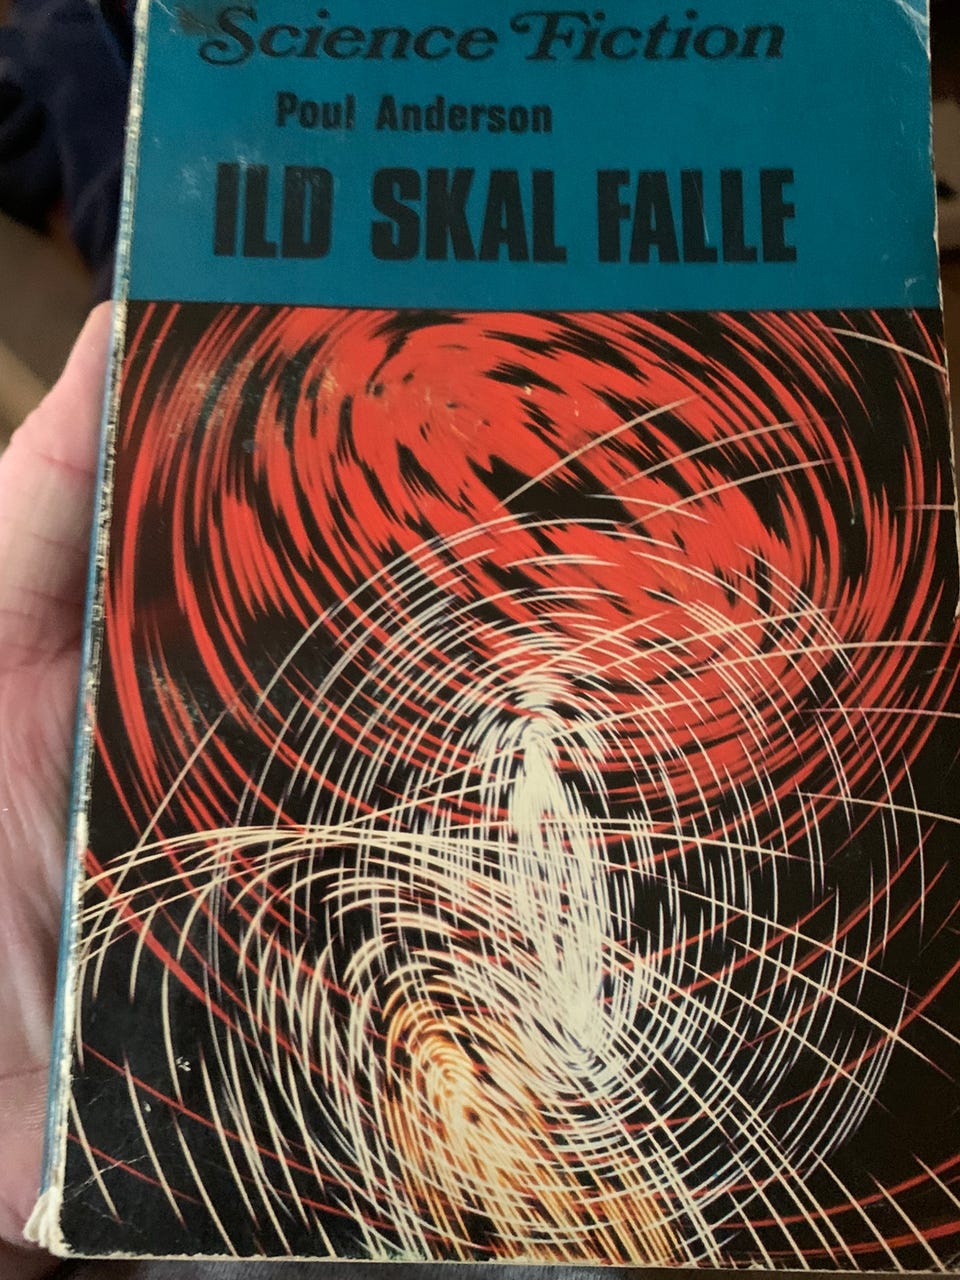 Science Fiction
Poul Anderson
ILD SKAL FALLE